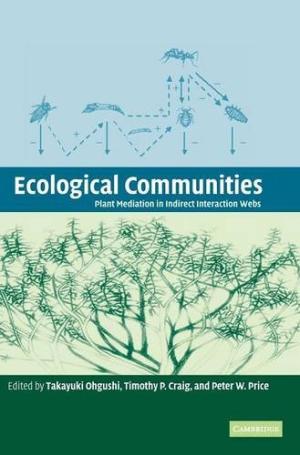 Ecological Communities
Plant Mediation in Indirect Interaction Webs
Edited by Takayuki Ohgushi, Timothy P. Craig, and Peter W. Price
CAMBRIDGE